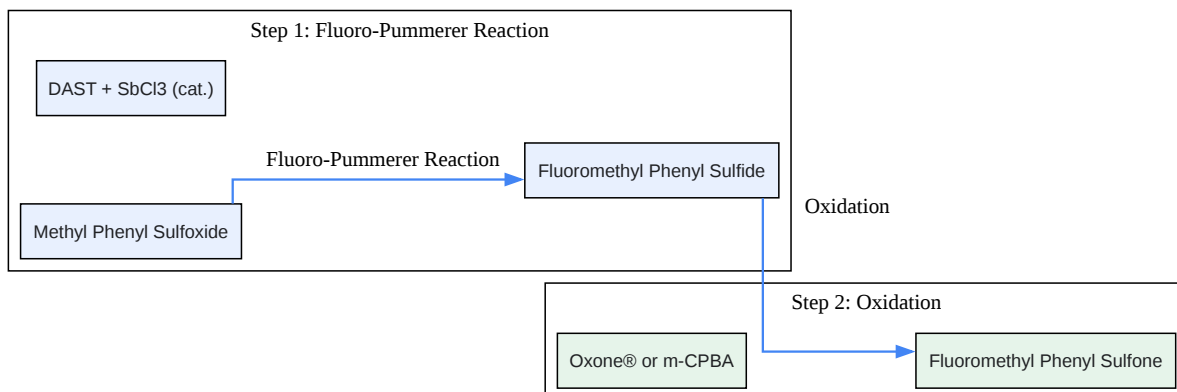 Step 1: Fluoro-Pummerer Reaction
DAST + SbCl3 (cat.)
Fluoro-Pummerer Reaction
Fluoromethyl Phenyl Sulfide
Methyl Phenyl Sulfoxide
Oxidation
Step 2: Oxidation
Oxone® or m-CPBA
Fluoromethyl Phenyl Sulfone